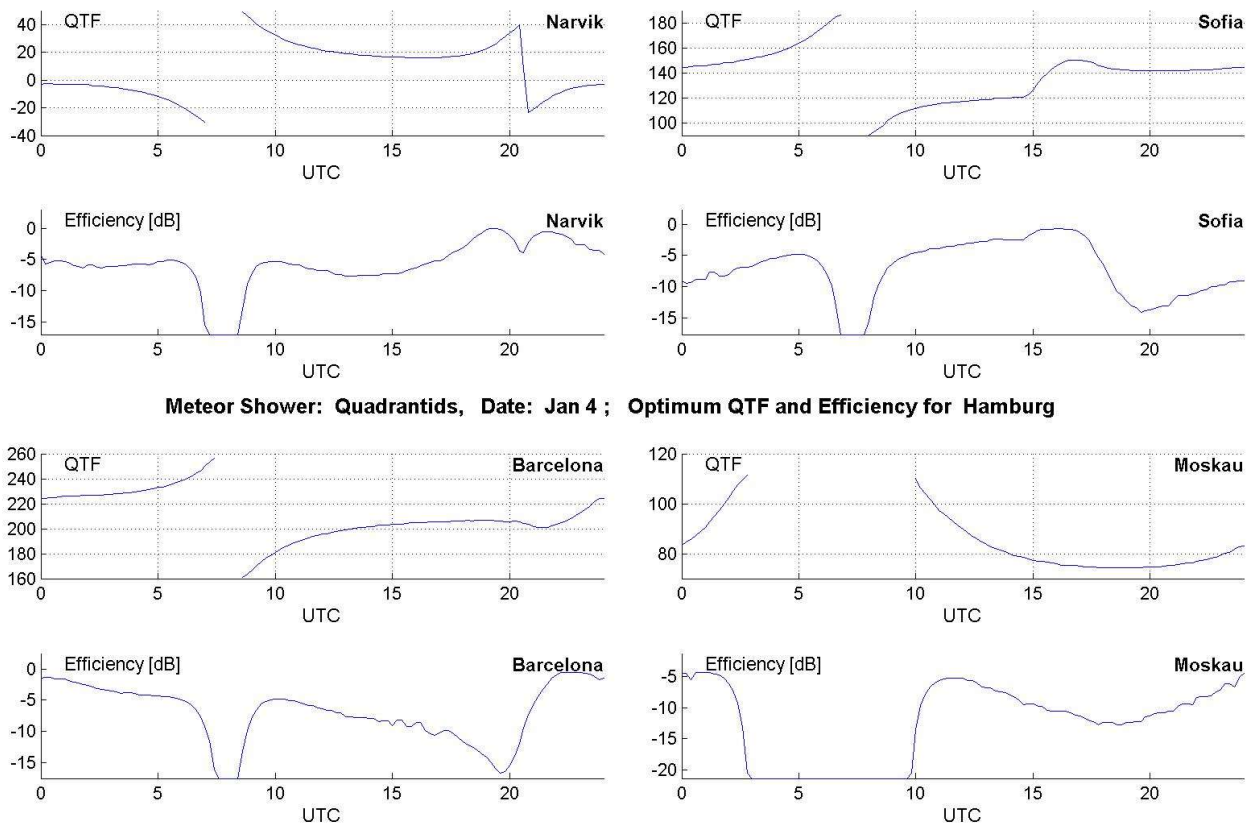 QTF Narvik
40
20
0
-20
-40
0 5 10 15 20
UTC
QTF Sofia
180
160
140
120
100
0 5 10 15 20
UTC
Efficiency [dB] Narvik
0
-5
-10
-15
0 5 10 15 20
UTC
Efficiency [dB] Sofia
0
-5
-10
-15
0 5 10 15 20
UTC
Meteor Shower: Quadrantids, Date: Jan 4 ; Optimum QTF and Efficiency for Hamburg
QTF Barcelona
260
240
220
200
180
160
0 5 10 15 20
UTC
QTF Moskau
120
100
80
0 5 10 15 20
UTC
Efficiency [dB] Barcelona
0
-5
-10
-15
0 5 10 15 20
UTC
Efficiency [dB] Moskau
-5
-10
-15
-20
0 5 10 15 20
UTC